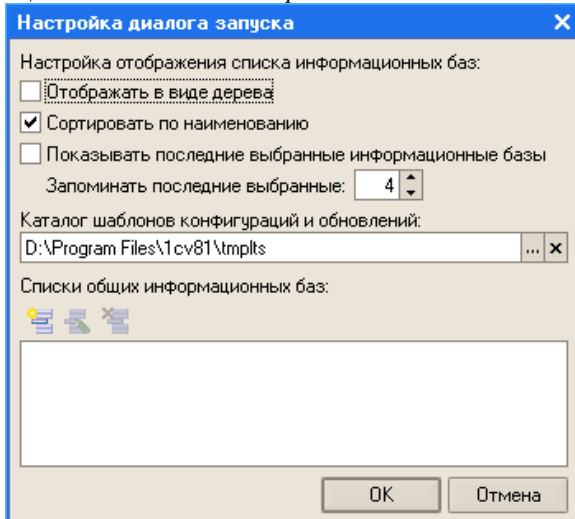 Настройка диалога запуска
Настройка отображения списка информационных баз:
Отображать в виде дерева
Сортировать по наименованию
Показывать последние выбранные информационные базы
Запоминать последние выбранные: 4
Каталог шаблонов конфигураций и обновлений:
D:\Program Files\1cv81\tmplts ...
Списки общих информационных баз:
OK Отмена